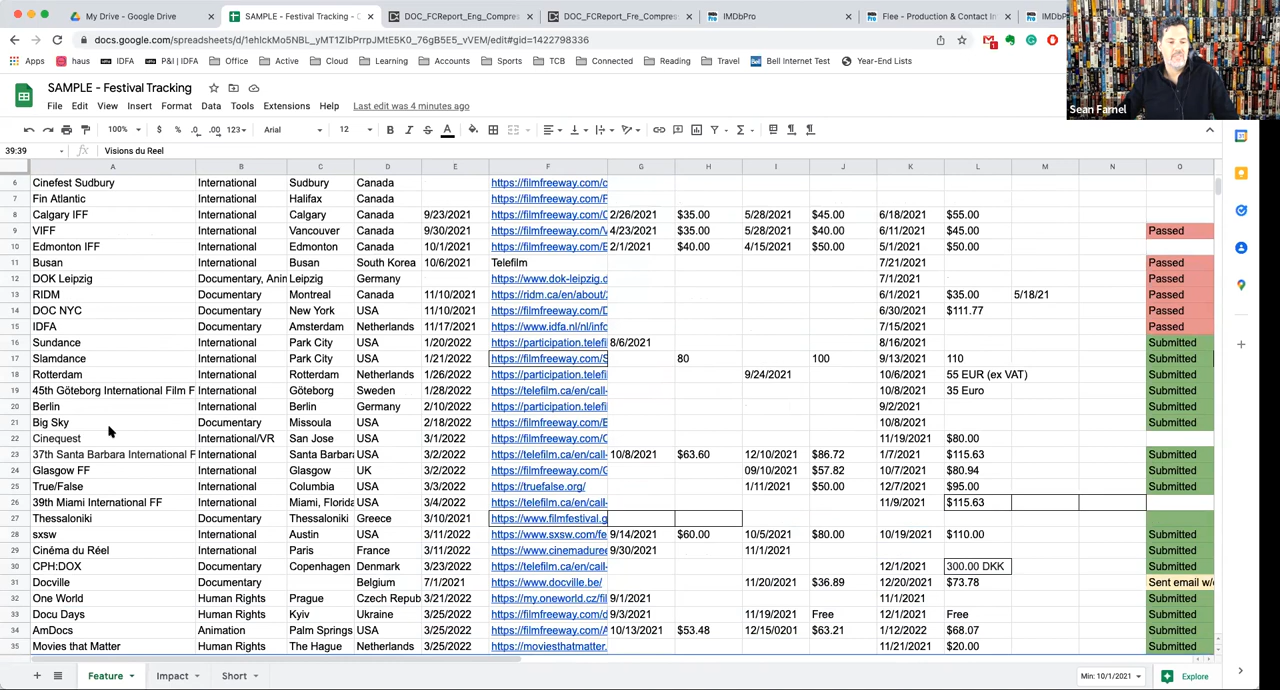 My Drive - Google Drive
SAMPLE - Festival Tracking - G
DOC_FCReport_Eng_Compres
DOC_FCReport_Fre_Compres
IMDbPro
Flee - Production & Contact In
IMDbP
docs.google.com/spreadsheets/d/
Apps haus IDFA P&I | IDFA Office Active Cloud Learning Accounts Sports TCB Connected Reading Travel Bell Internet Test Year-End Lists
Sean Farnel
SAMPLE - Festival Tracking
File Edit View Insert Format Data Tools Extensions Help Last edit was 4 minutes ago
100% $ % .0 .00 123 Arial 12 B I S A
39:39 fx Visions du Reel
A B C D E F G H I J K L M N O
6 Cinefest Sudbury International Sudbury Canada https://filmfreeway.com/c
7 Fin Atlantic International Halifax Canada https://filmfreeway.com/F
8 Calgary IFF International Calgary Canada 9/23/2021 https://filmfreeway.com/C 2/26/2021 $35.00 5/28/2021 $45.00 6/18/2021 $55.00
9 VIFF International Vancouver Canada 9/30/2021 https://filmfreeway.com/V 4/23/2021 $35.00 5/28/2021 $40.00 6/11/2021 $45.00 Passed
10 Edmonton IFF International Edmonton Canada 10/1/2021 https://filmfreeway.com/E 2/1/2021 $40.00 4/15/2021 $50.00 5/1/2021 $50.00
11 Busan International Busan South Korea 10/6/2021 Telefilm 7/21/2021 Passed
12 DOK Leipzig Documentary, Anin Leipzig Germany https://www.dok-leipzig.d 7/1/2021 Passed
13 RIDM Documentary Montreal Canada 11/10/2021 https://ridm.ca/en/about/ 6/1/2021 $35.00 5/18/21 Passed
14 DOC NYC Documentary New York USA 11/10/2021 https://filmfreeway.com/D 6/30/2021 $111.77 Passed
15 IDFA Documentary Amsterdam Netherlands 11/17/2021 https://www.idfa.nl/nl/info 7/15/2021 Passed
16 Sundance International Park City USA 1/20/2022 https://participation.telefi 8/6/2021 8/16/2021 Submitted
17 Slamdance International Park City USA 1/21/2022 https://filmfreeway.com/S 80 100 9/13/2021 110 Submitted
18 Rotterdam International Rotterdam Netherlands 1/26/2022 https://participation.telefi 9/24/2021 10/6/2021 55 EUR (ex VAT) Submitted
19 45th Göteborg International Film F International Göteborg Sweden 1/28/2022 https://telefilm.ca/en/call- 10/8/2021 35 Euro Submitted
20 Berlin International Berlin Germany 2/10/2022 https://participation.telefi 9/2/2021 Submitted
21 Big Sky Documentary Missoula USA 2/18/2022 https://filmfreeway.com/E 10/8/2021 Submitted
22 Cinequest International/VR San Jose USA 3/1/2022 https://filmfreeway.com/C 11/19/2021 $80.00
23 37th Santa Barbara International F International Santa Barbara USA 3/2/2022 https://telefilm.ca/en/call- 10/8/2021 $63.60 12/10/2021 $86.72 1/7/2021 $115.63 Submitted
24 Glasgow FF International Glasgow UK 3/2/2022 https://filmfreeway.com/G 09/10/2021 $57.82 10/7/2021 $80.94 Submitted
25 True/False International Columbia USA 3/3/2022 https://truefalse.org/ 1/11/2021 $50.00 12/7/2021 $95.00 Submitted
26 39th Miami International FF International Miami, Florida USA 3/4/2022 https://telefilm.ca/en/call- 11/9/2021 $115.63
27 Thessaloniki Documentary Thessaloniki Greece 3/10/2021 https://www.filmfestival.g
28 sxsw International Austin USA 3/11/2022 https://www.sxsw.com/fe 9/14/2021 $60.00 10/5/2021 $80.00 10/19/2021 $110.00 Submitted
29 Cinéma du Réel International Paris France 3/11/2022 https://www.cinemaduree 9/30/2021 11/1/2021 Submitted
30 CPH:DOX Documentary Copenhagen Denmark 3/23/2022 https://telefilm.ca/en/call- 12/1/2021 300.00 DKK Submitted
31 Docville Documentary Belgium 7/1/2021 https://www.docville.be/ 11/20/2021 $36.89 12/20/2021 $73.78 Sent email w/
32 One World Human Rights Prague Czech Repub 3/21/2022 https://my.oneworld.cz/fil 9/1/2021 11/1/2021 Submitted
33 Docu Days Human Rights Kyiv Ukraine 3/25/2022 https://filmfreeway.com/d 9/3/2021 11/19/2021 Free 12/1/2021 Free Submitted
34 AmDocs Animation Palm Springs USA 3/25/2022 https://filmfreeway.com/A 10/13/2021 $53.48 12/15/0201 $63.21 1/12/2022 $68.07 Submitted
35 Movies that Matter Human Rights The Hague Netherlands 3/25/2022 https://moviesthatmatter. 11/21/2021 $20.00 Submitted
Feature Impact Short Min: 10/1/2021 Explore